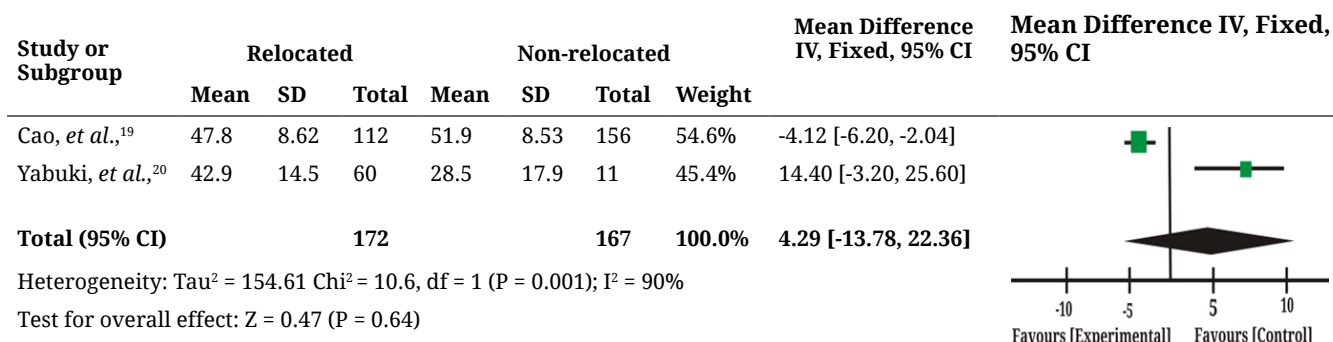 Study or Subgroup Relocated Non-relocated Mean Difference IV, Fixed, 95% CI Mean Difference IV, Fixed, 95% CI
Mean SD Total Mean SD Total Weight
Cao, et al.,19 47.8 8.62 112 51.9 8.53 156 54.6% -4.12 [-6.20, -2.04]
Yabuki, et al.,20 42.9 14.5 60 28.5 17.9 11 45.4% 14.40 [-3.20, 25.60]
Total (95% CI) 172 167 100.0% 4.29 [-13.78, 22.36]
Heterogeneity: Tau² = 154.61 Chi² = 10.6, df = 1 (P = 0.001); I² = 90%
Test for overall effect: Z = 0.47 (P = 0.64)
-10 -5 5 10
Favours [Experimental] Favours [Control]